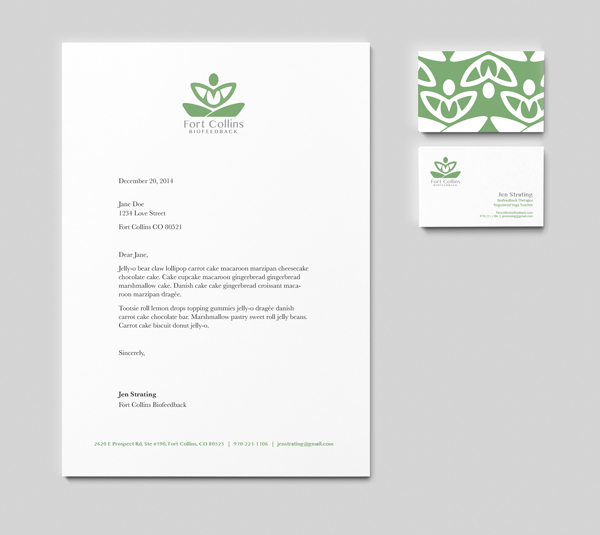 Fort Collins
BIOFEEDBACK
December 20, 2014
Jane Doe
1234 Love Street
Fort Collins CO 80521
Dear Jane,
Jelly-o bear claw lollipop carrot cake macaroon marzipan cheesecake
chocolate cake. Cake cupcake macaroon gingerbread gingerbread
marshmallow cake. Danish cake cake gingerbread croissant maca-
roon marzipan dragée.
Tootsie roll lemon drops topping gummies jelly-o dragée danish
carrot cake chocolate bar. Marshmallow pastry sweet roll jelly beans.
Carrot cake biscuit donut jelly-o.
Sincerely,
Jen Strating
Fort Collins Biofeedback
2620 E Prospect Rd, Ste #190, Fort Collins, CO 80525 | 970-221-1106 | jenstrating@gmail.com
Fort Collins
BIOFEEDBACK
Jen Strating
Biofeedback Therapist
Registered Yoga Teacher